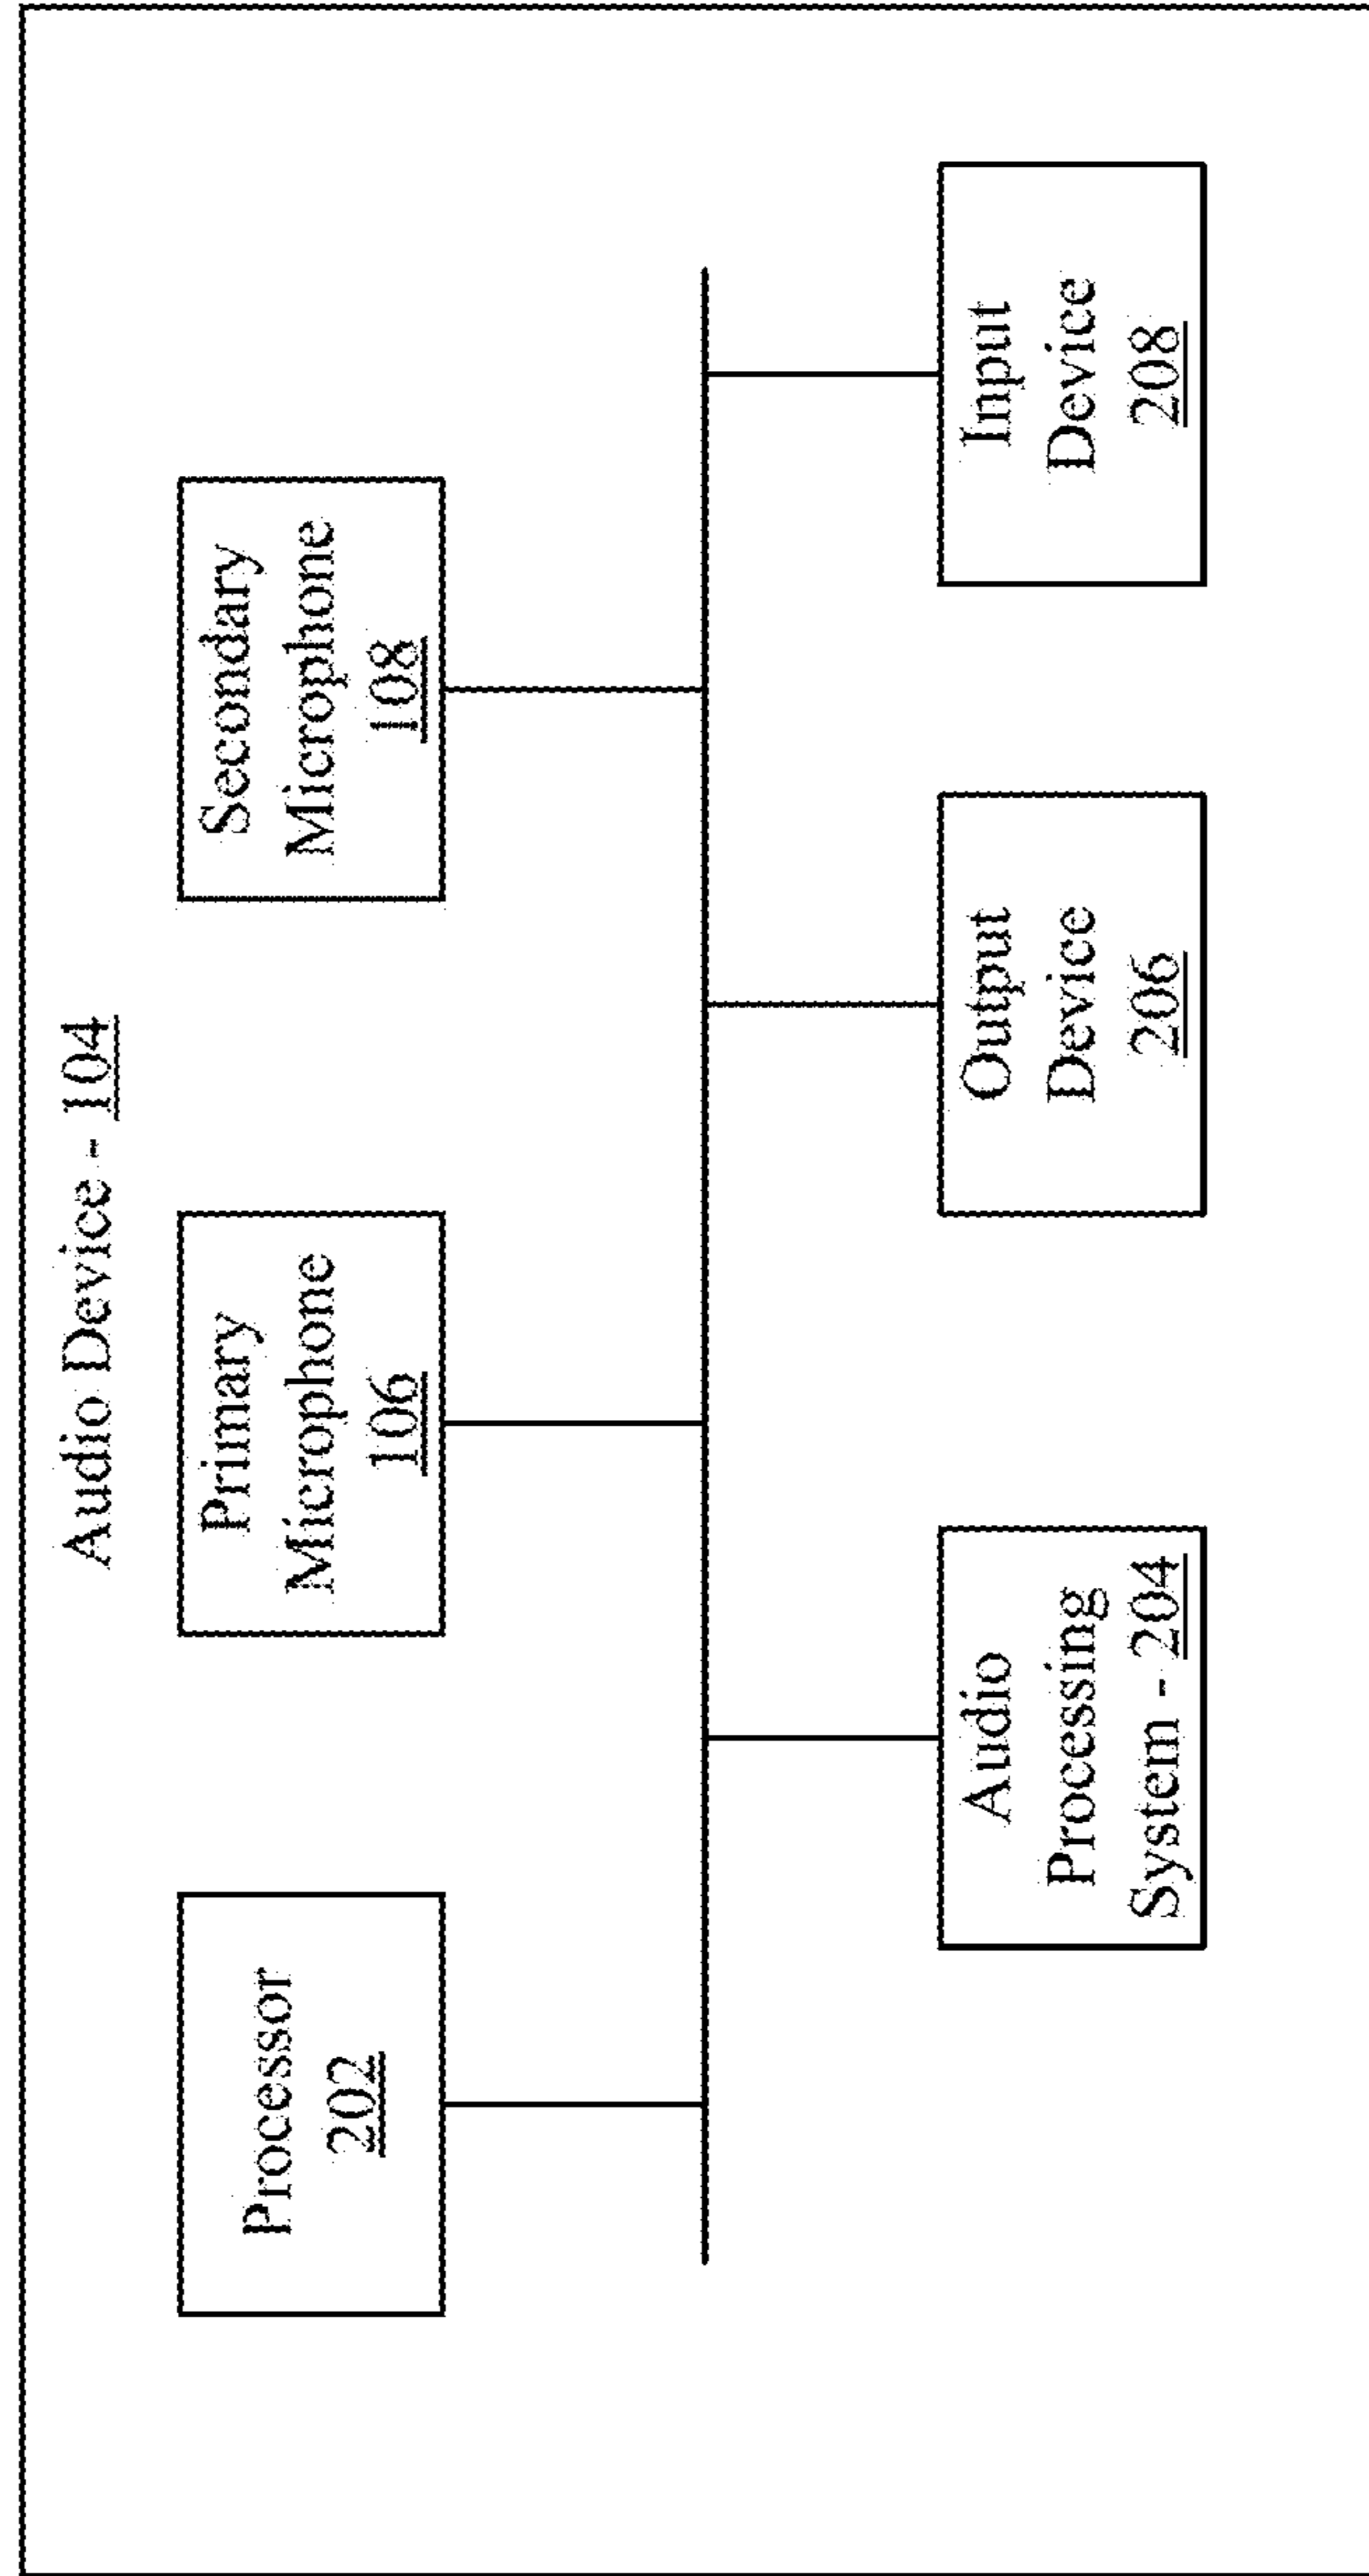 Audio Device - 104
Processor
202
Primary
Microphone
106
Secondary
Microphone
108
Audio
Processing
System - 204
Output
Device
206
Input
Device
208